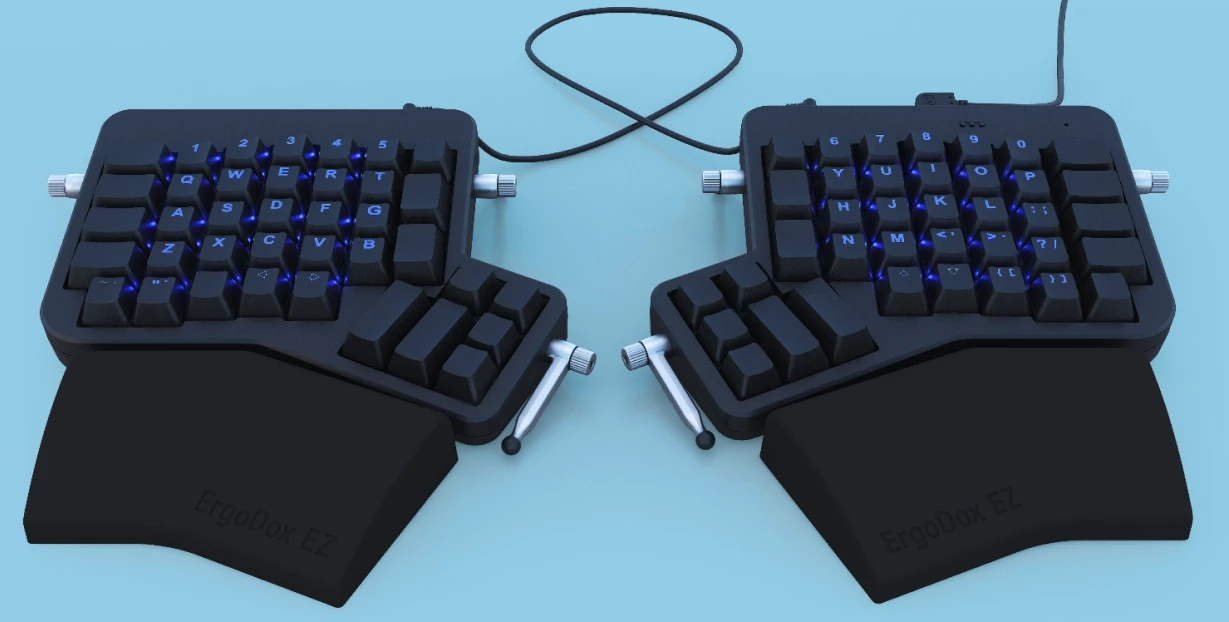 1 2 3 4 5
Q W E R T
A S D F G
Z X C V B
6 7 8 9 0
Y U I O P
H J K L : ;
N M < , > . ? /
{ [ } ]
ErgoDox EZ
ErgoDox EZ